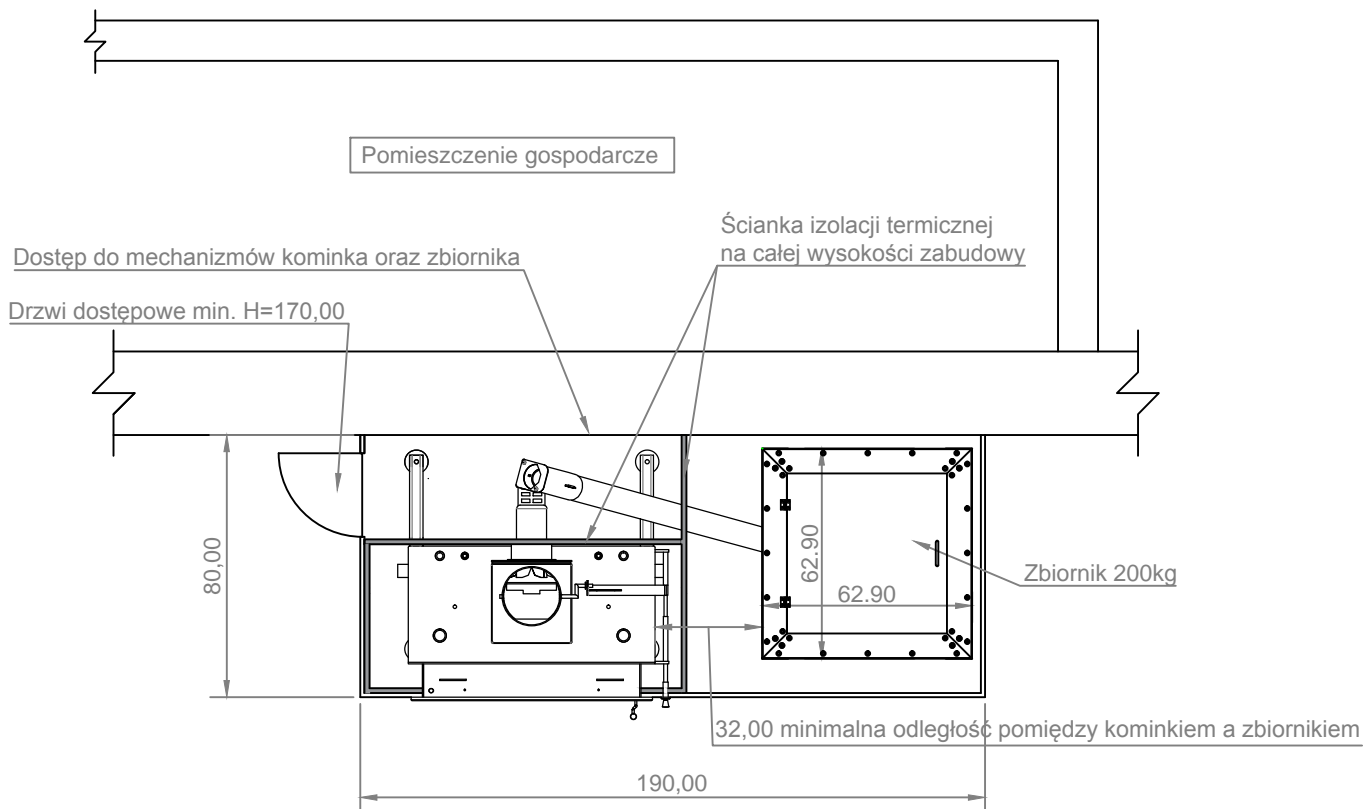 Pomieszczenie gospodarcze
Ścianka izolacji termicznej
na całej wysokości zabudowy
Dostęp do mechanizmów kominka oraz zbiornika
Drzwi dostępowe min. H=170,00
80,00
62.90
62.90
Zbiornik 200kg
32,00 minimalna odległość pomiędzy kominkiem a zbiornikiem
190,00